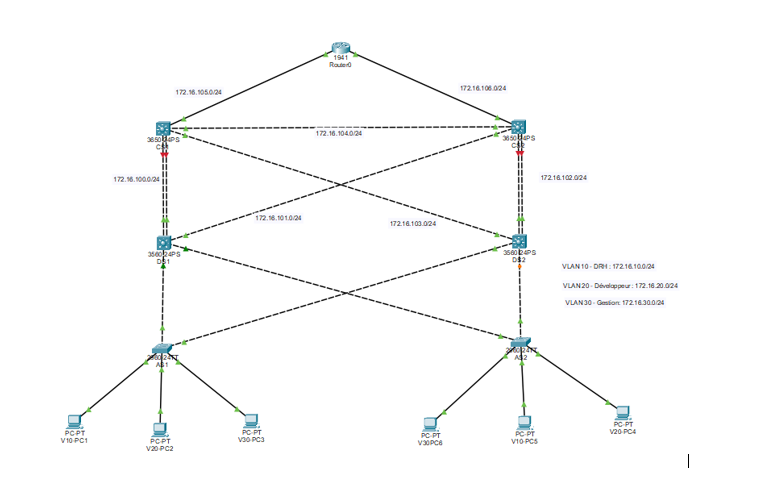 1941
Router0
172.16.105.0/24
172.16.106.0/24
3650-24PS
CS1
172.16.104.0/24
3650-24PS
CS2
172.16.100.0/24
172.16.102.0/24
172.16.101.0/24
172.16.103.0/24
3560-24PS
DS1
3560-24PS
DS2
VLAN 10 - DRH : 172.16.10.0/24
VLAN 20 - Développeur : 172.16.20.0/24
VLAN 30 - Gestion: 172.16.30.0/24
2960-24TT
AS1
2960-24TT
AS2
PC-PT
V10-PC1
PC-PT
V20-PC2
PC-PT
V30-PC3
PC-PT
V30PC6
PC-PT
V10-PC5
PC-PT
V20-PC4